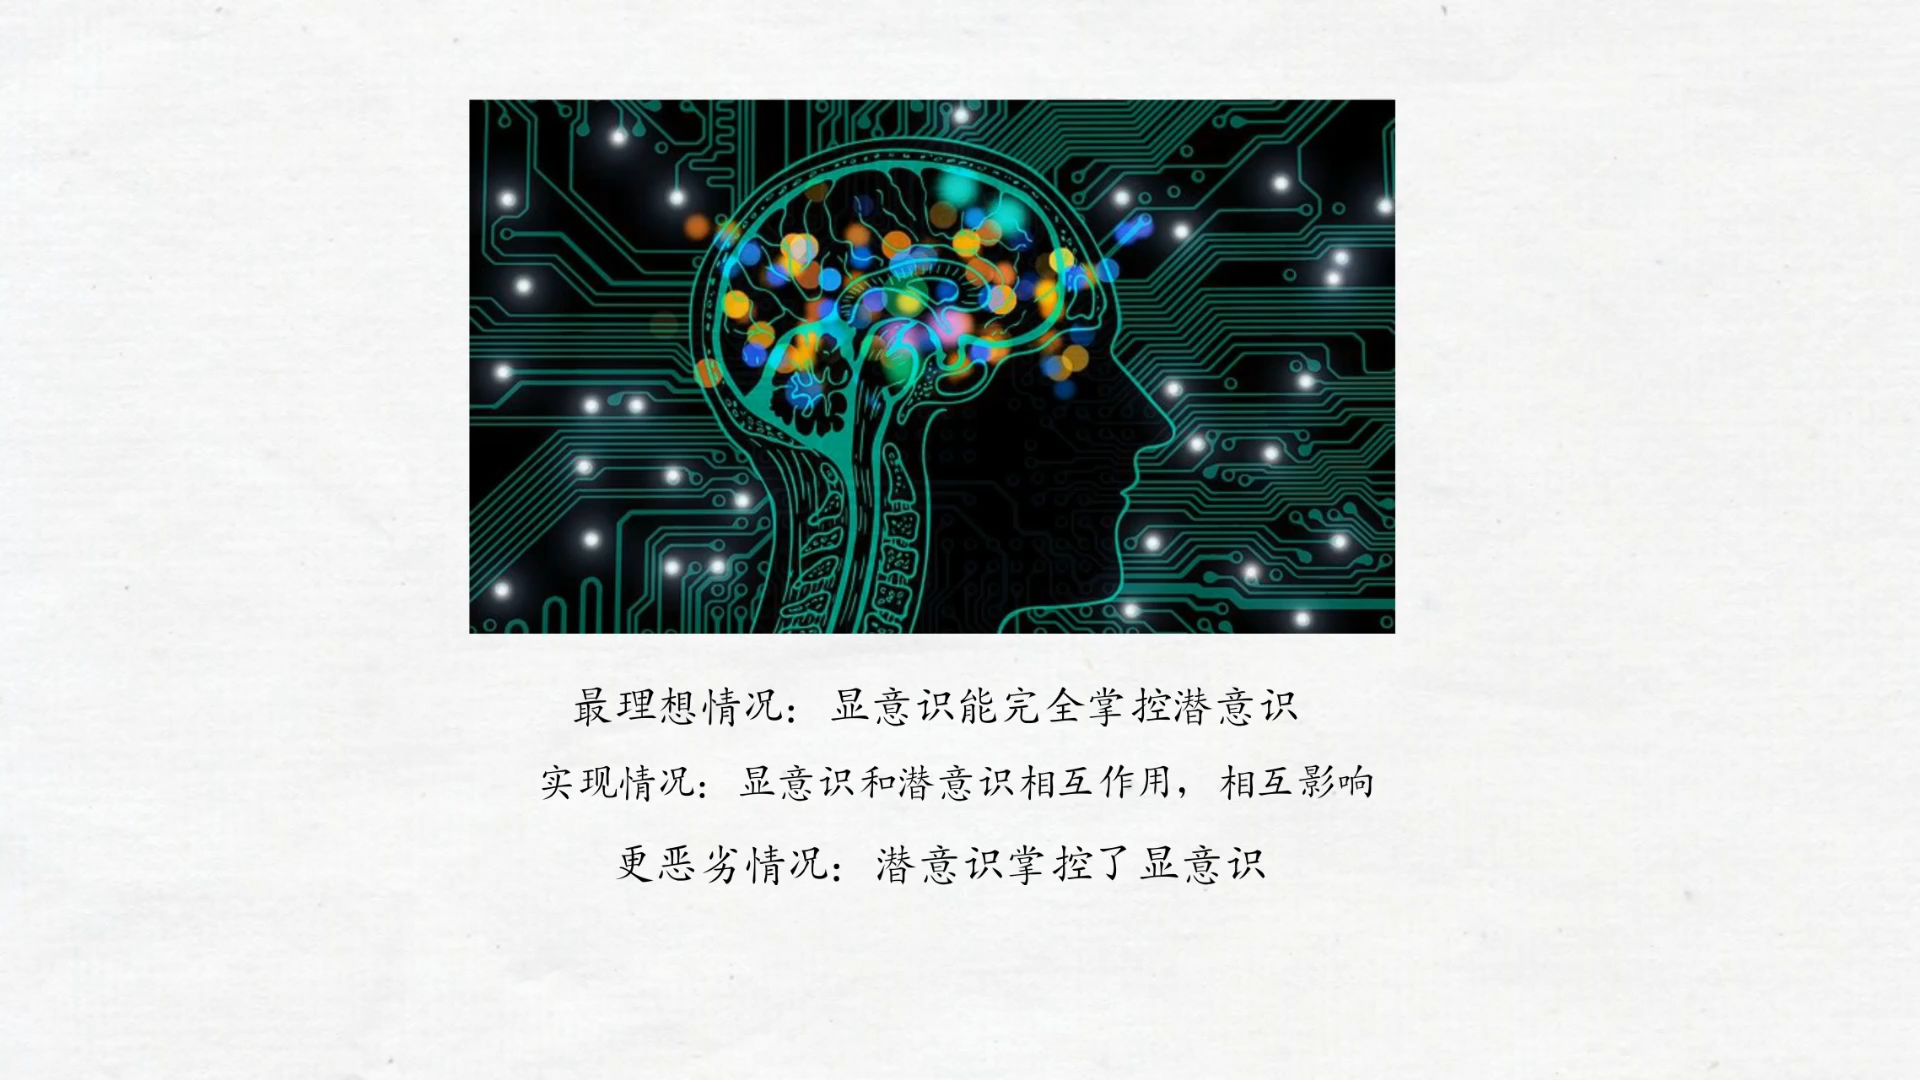 最理想情况：显意识能完全掌控潜意识
实现情况：显意识和潜意识相互作用，相互影响
更恶劣情况：潜意识掌控了显意识